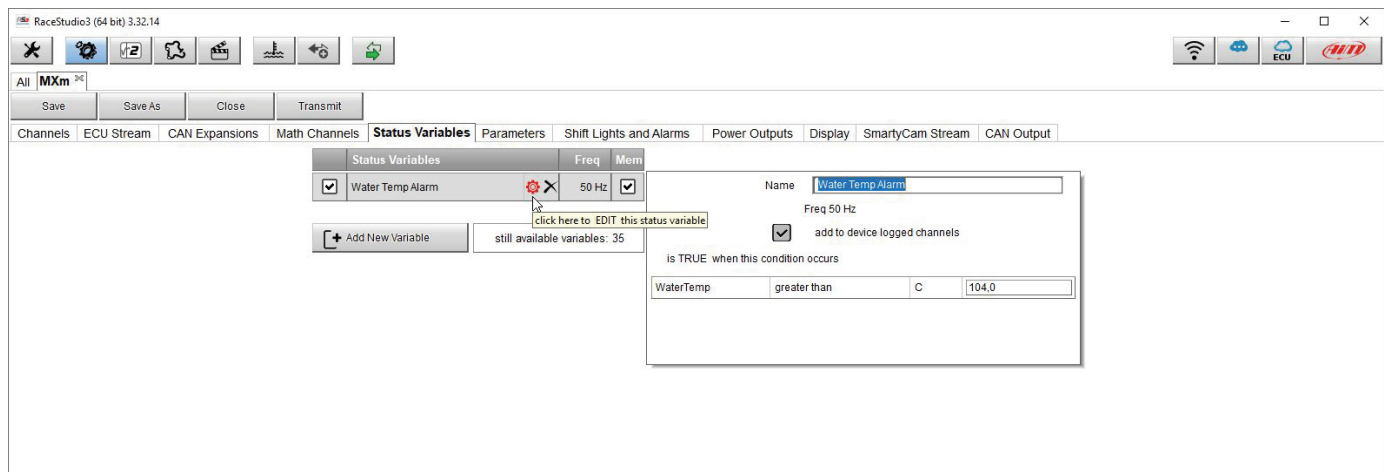 RaceStudio3 (64 bit) 3.32.14
ECU
AiM
All MXm
Save Save As Close Transmit
Channels ECU Stream CAN Expansions Math Channels Status Variables Parameters Shift Lights and Alarms Power Outputs Display SmartyCam Stream CAN Output
Status Variables Freq Mem
Water Temp Alarm 50 Hz
click here to EDIT this status variable
Add New Variable still available variables: 35
Name Water Temp Alarm
Freq 50 Hz
add to device logged channels
is TRUE when this condition occurs
WaterTemp greater than C 104,0